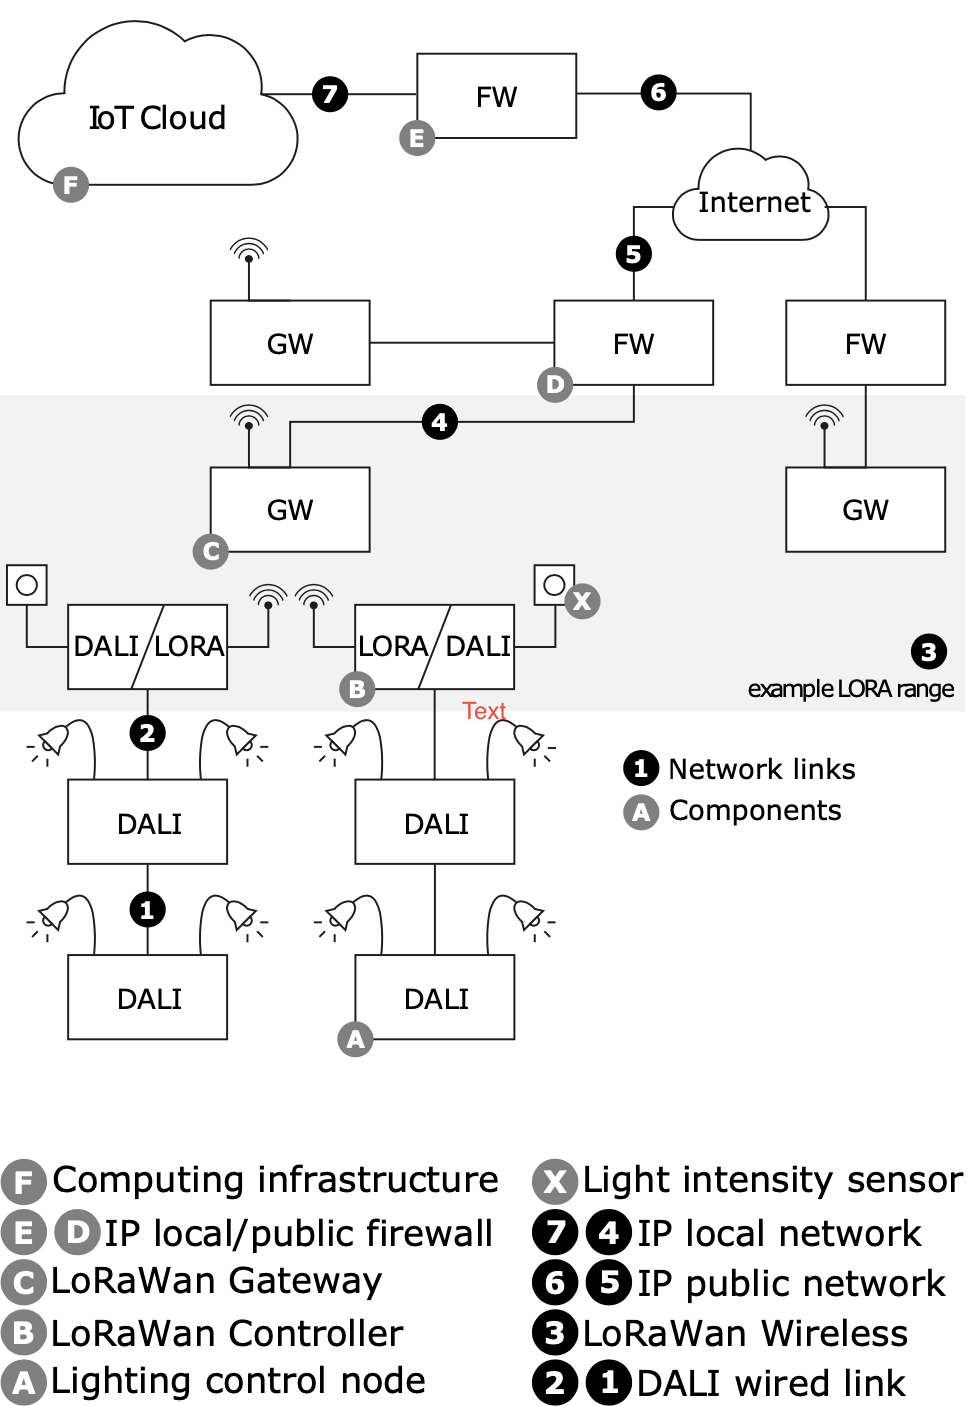 7
FW
6
IoT Cloud
E
F
Internet
5
GW
FW
FW
D
4
GW
GW
C
X
DALI/LORA
LORA/DALI
3
B
example LORA range
Text
2
1 Network links
A Components
DALI
DALI
1
DALI
DALI
A
F Computing infrastructure
E D IP local/public firewall
C LoRaWan Gateway
B LoRaWan Controller
A Lighting control node
X Light intensity sensor
7 4 IP local network
6 5 IP public network
3 LoRaWan Wireless
2 1 DALI wired link